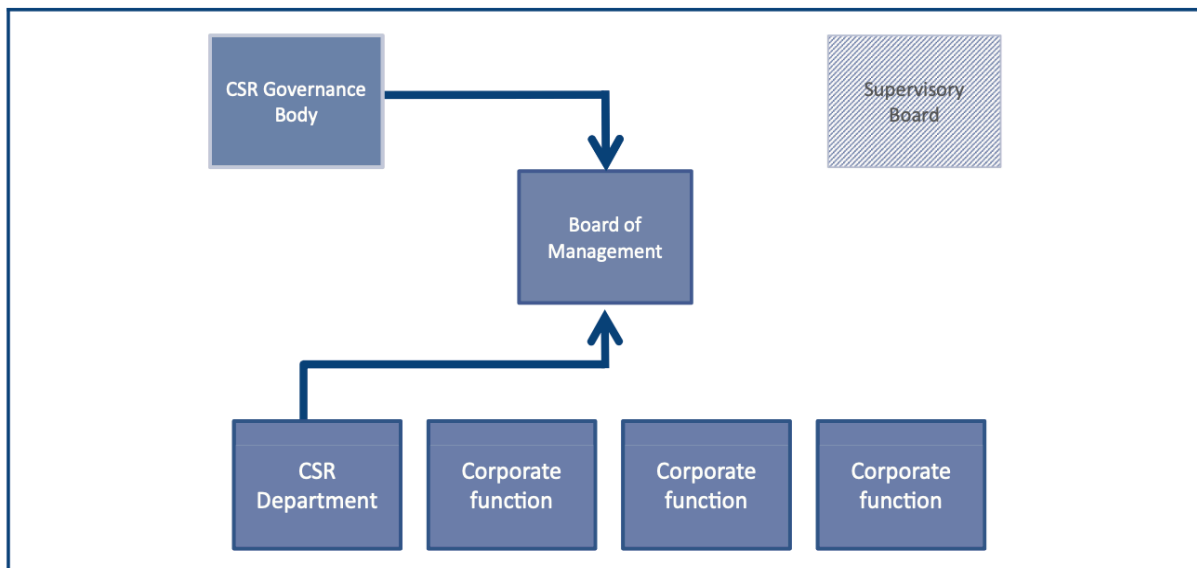 CSR Governance
Body
Supervisory
Board
Board of
Management
CSR
Department
Corporate
function
Corporate
function
Corporate
function